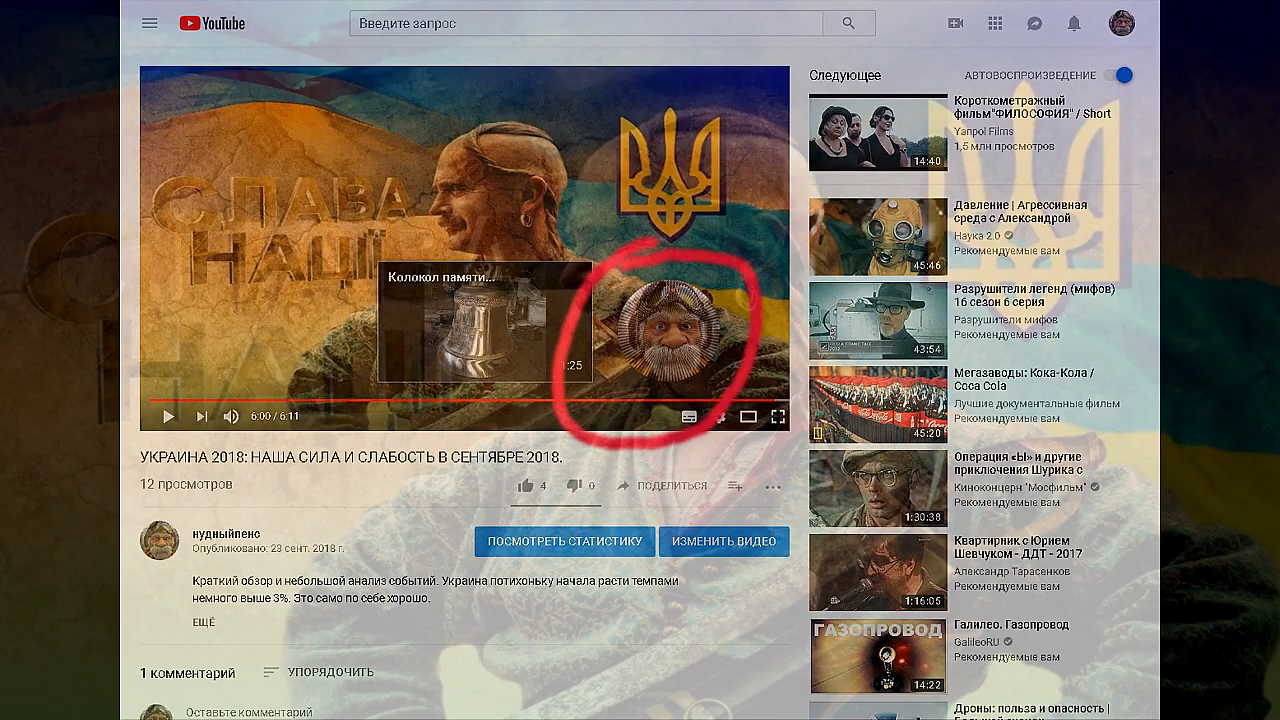 YouTube
Введите запрос
СЛАВА
НАЦІЇ
Колокол памяти...
:25
6:00 / 6:11
УКРАИНА 2018: НАША СИЛА И СЛАБОСТЬ В СЕНТЯБРЕ 2018.
12 просмотров
4
0
ПОДЕЛИТЬСЯ
нудныйпенс
Опубликовано: 23 сент. 2018 г.
ПОСМОТРЕТЬ СТАТИСТИКУ
ИЗМЕНИТЬ ВИДЕО
Краткий обзор и небольшой анализ событий. Украина потихоньку начала расти темпами
немного выше 3%. Это само по себе хорошо.
ЕЩЁ
1 комментарий
УПОРЯДОЧИТЬ
Оставьте комментарий
Следующее
АВТОВОСПРОИЗВЕДЕНИЕ
Короткометражный
фильм"ФИЛОСОФИЯ" / Short
Yanpol Films
1,5 млн просмотров
14:40
Давление | Агрессивная
среда с Александрой
Наука 2.0
Рекомендуемые вам
45:46
Разрушители легенд (мифов)
16 сезон 6 серия
Разрушители мифов
Рекомендуемые вам
43:54
Мегазаводы: Кока-Кола /
Coca Cola
Лучшие документальные фильм
Рекомендуемые вам
45:20
Операция «Ы» и другие
приключения Шурика с
Киноконцерн "Мосфильм"
Рекомендуемые вам
1:30:38
Квартирник с Юрием
Шевчуком - ДДТ - 2017
Александр Тарасенков
Рекомендуемые вам
1:16:05
ГАЗОПРОВОД
Галилео. Газопровод
GalileoRU
Рекомендуемые вам
14:22
Дроны: польза и опасность |